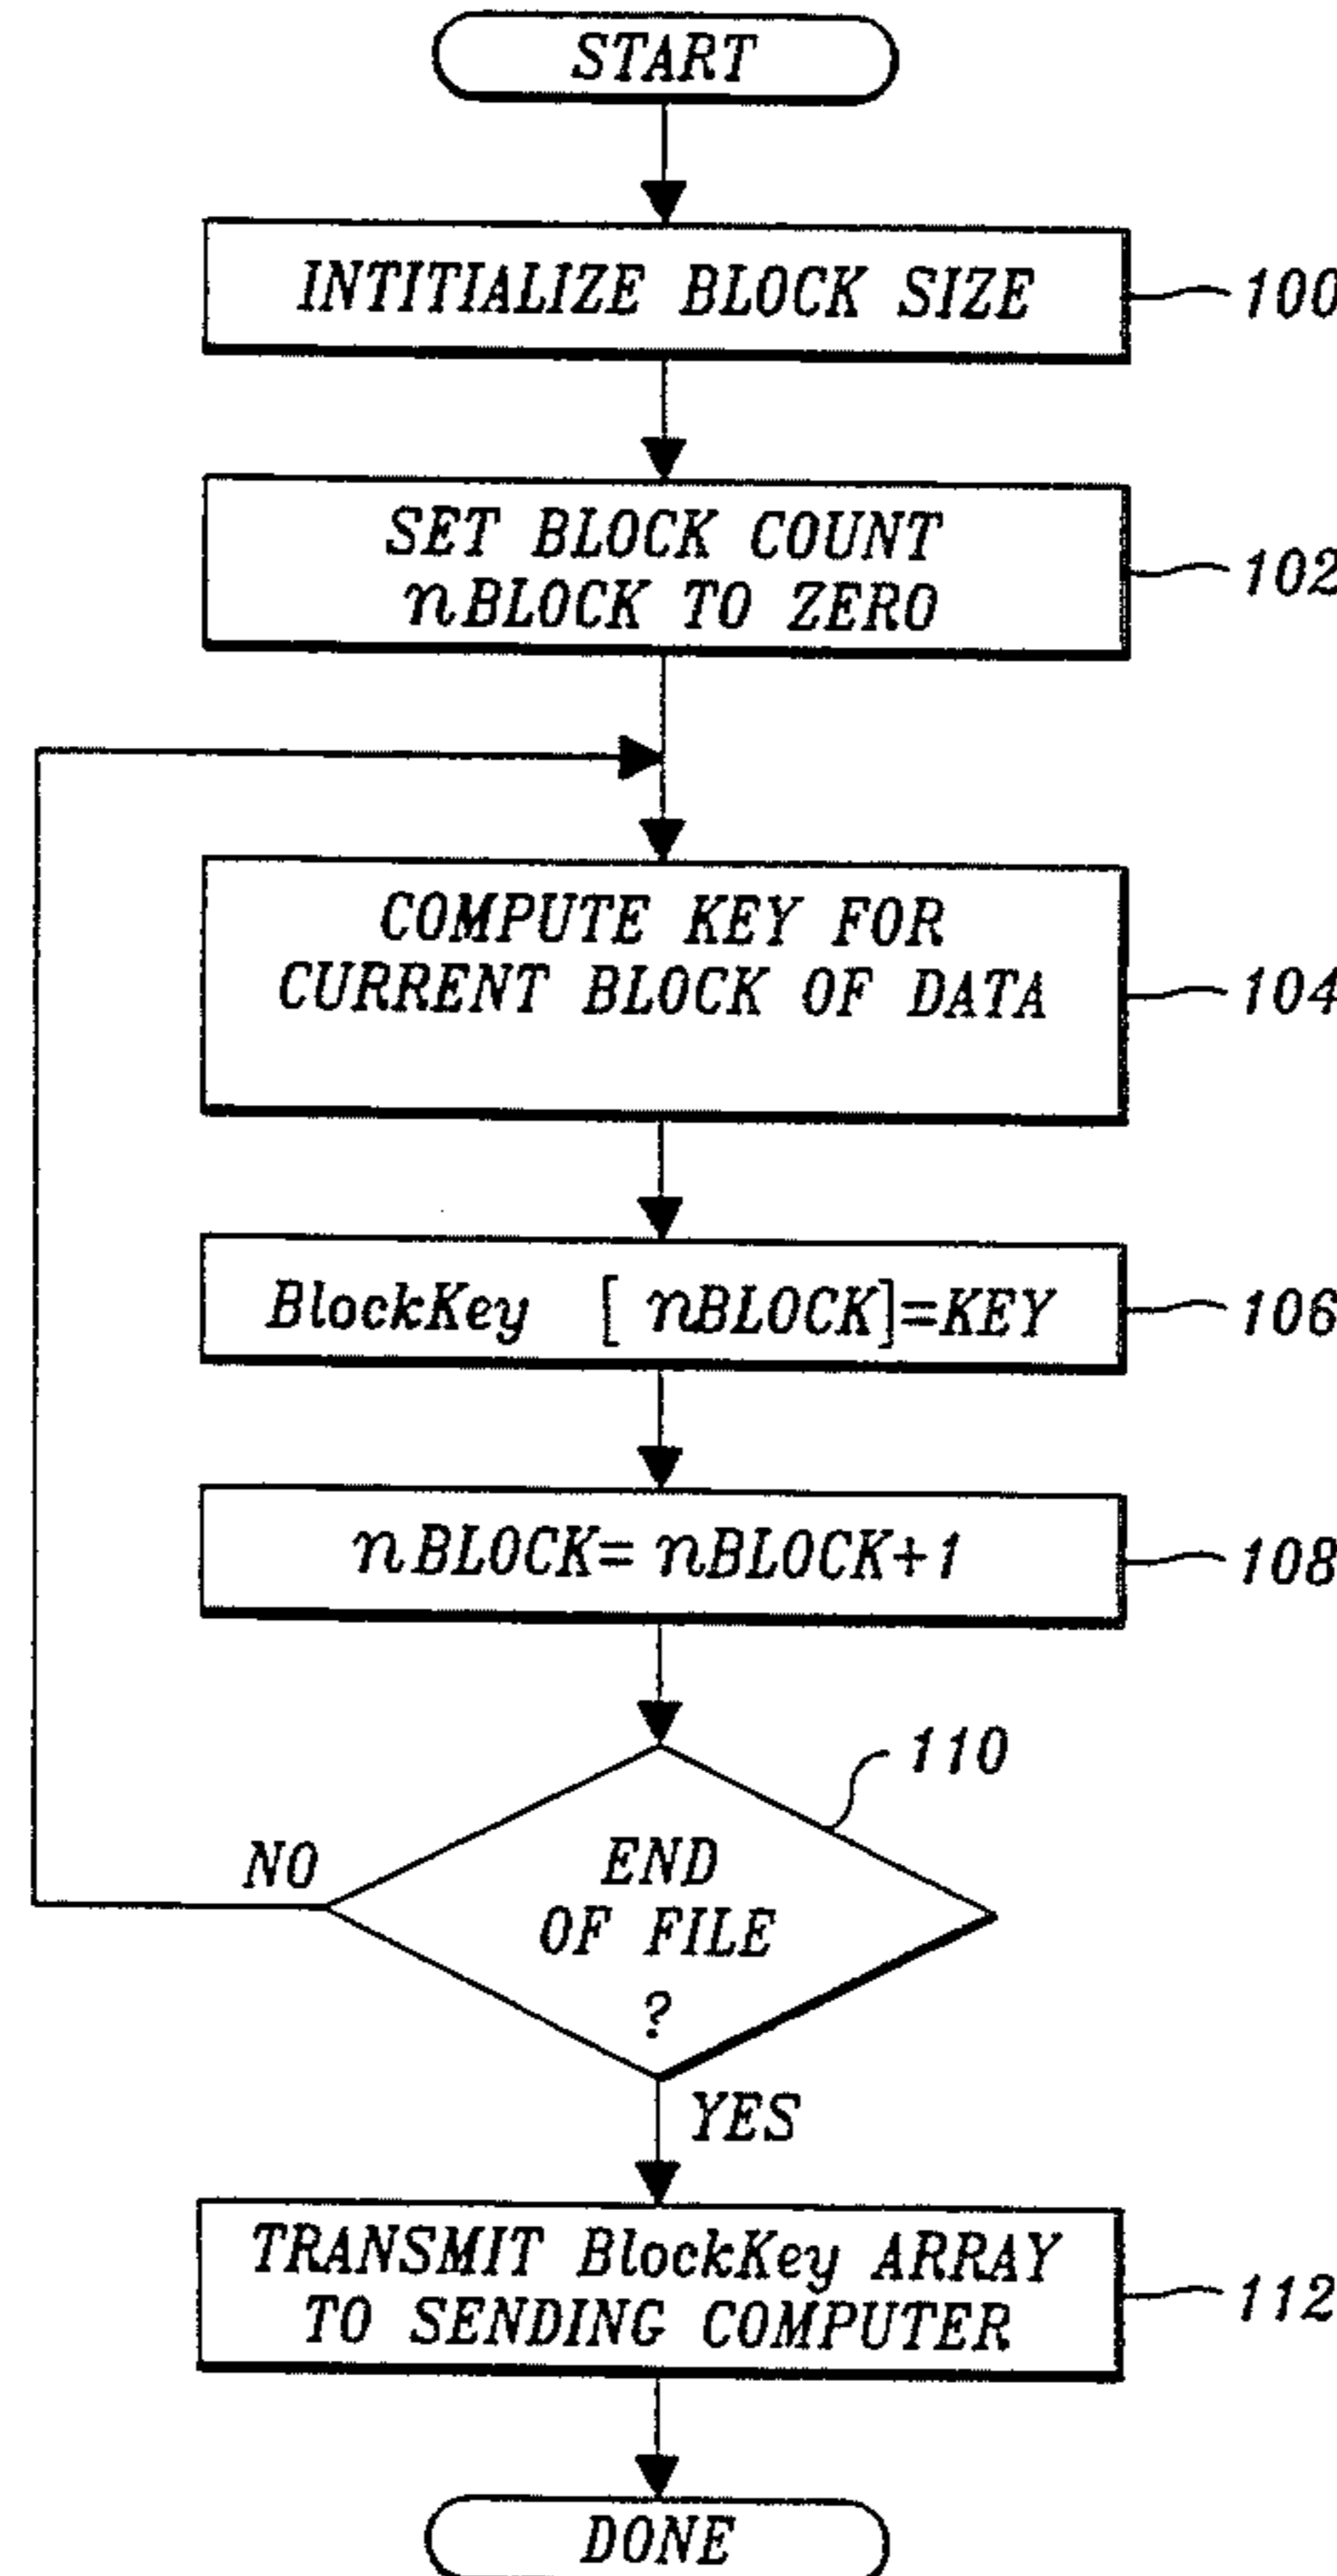 START
INTITIALIZE BLOCK SIZE
100
SET BLOCK COUNT
nBLOCK TO ZERO
102
COMPUTE KEY FOR
CURRENT BLOCK OF DATA
104
BlockKey [ nBLOCK]=KEY
106
nBLOCK= nBLOCK+1
108
110
NO
END
OF FILE
?
YES
TRANSMIT BlockKey ARRAY
TO SENDING COMPUTER
112
DONE